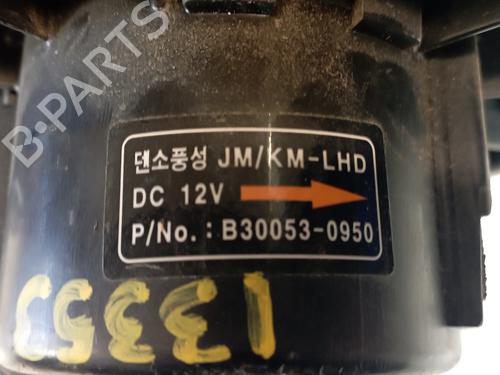 B-PARTS
덴소풍성 JM/KM-LHD
DC 12V
P/No.: B30053-0950
13353